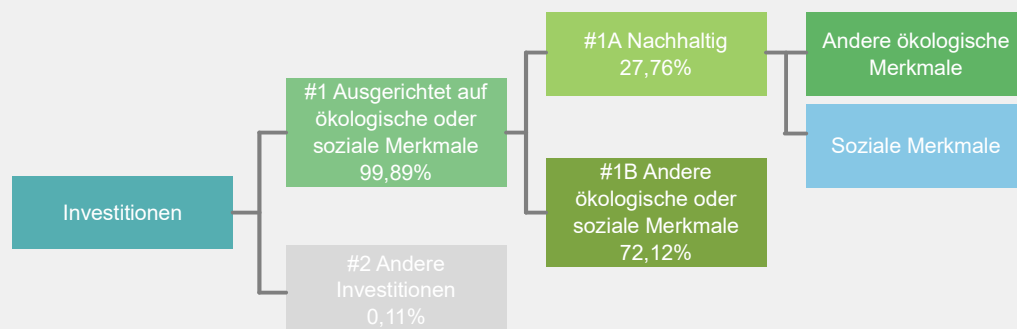 Investitionen
#1 Ausgerichtet auf
ökologische oder
soziale Merkmale
99,89%
#2 Andere
Investitionen
0,11%
#1A Nachhaltig
27,76%
#1B Andere
ökologische oder
soziale Merkmale
72,12%
Andere ökologische
Merkmale
Soziale Merkmale